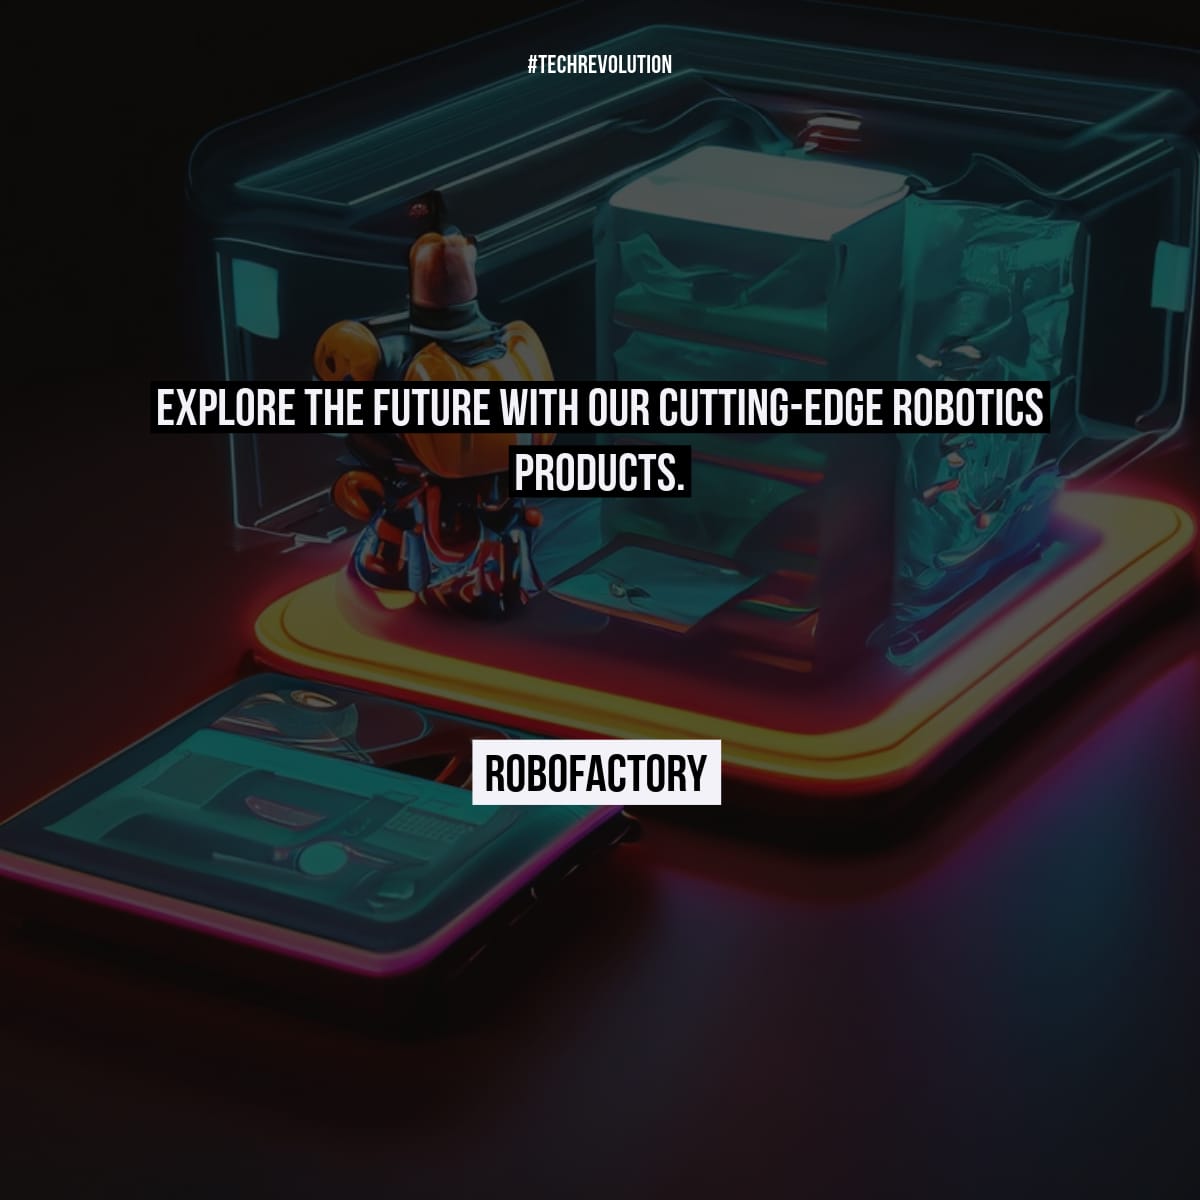 #TECHREVOLUTION
EXPLORE THE FUTURE WITH OUR CUTTING-EDGE ROBOTICS
PRODUCTS.
ROBOFACTORY